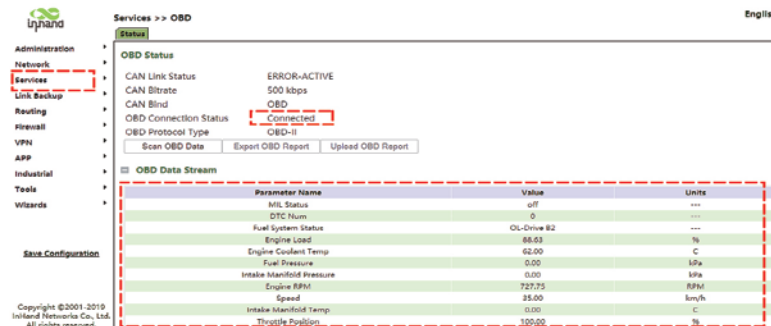 inhand
Services >> OBD
Englis
Status
Administration
Network
Services
Link Backup
Routing
Firewall
VPN
APP
Industrial
Tools
Wizards
Save Configuration
Copyright ©2001-2019
InHand Networks Co., Ltd.
All rights reserved
OBD Status
CAN Link Status ERROR-ACTIVE
CAN Bitrate 500 kbps
CAN Bind OBD
OBD Connection Status Connected
OBD Protocol Type OBD-II
Scan OBD Data Export OBD Report Upload OBD Report
OBD Data Stream
Parameter Name Value Units
MIL Status off ---
DTC Num 0 ---
Fuel System Status OL-Drive B2 ---
Engine Load 88.63 %
Engine Coolant Temp 62.00 C
Fuel Pressure 0.00 kPa
Intake Manifold Pressure 0.00 kPa
Engine RPM 727.75 RPM
Speed 35.00 km/h
Intake Manifold Temp 0.00 C
Throttle Position 100.00 %